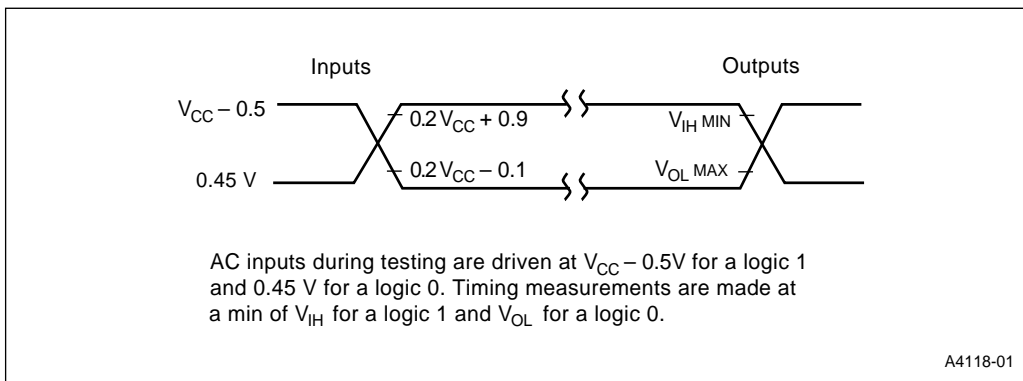 Inputs Outputs
V_CC – 0.5
0.2 V_CC + 0.9
V_IH MIN
0.45 V
0.2 V_CC – 0.1
V_OL MAX
AC inputs during testing are driven at V_CC – 0.5V for a logic 1
and 0.45 V for a logic 0. Timing measurements are made at
a min of V_IH for a logic 1 and V_OL for a logic 0.
A4118-01